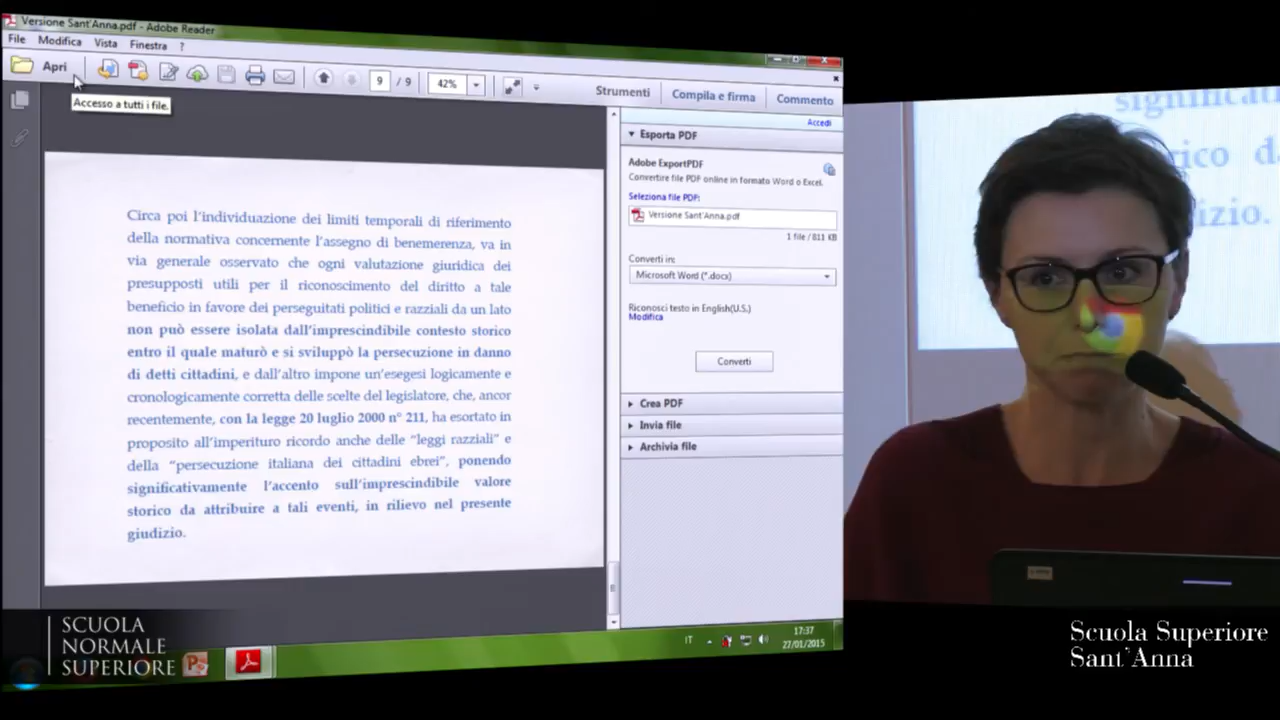 Versione Sant'Anna.pdf - Adobe Reader
File Modifica Vista Finestra ?
Apri
9 / 9
42%
Strumenti
Compila e firma
Commento
Accesso a tutti i file.
Accedi
Circa poi l'individuazione dei limiti temporali di riferimento
della normativa concernente l'assegno di benemerenza, va in
via generale osservato che ogni valutazione giuridica dei
presupposti utili per il riconoscimento del diritto a tale
beneficio in favore dei perseguitati politici e razziali da un lato
non può essere isolata dall'imprescindibile contesto storico
entro il quale maturò e si sviluppò la persecuzione in danno
di detti cittadini, e dall'altro impone un'esegesi logicamente e
cronologicamente corretta delle scelte del legislatore, che, ancor
recentemente, con la legge 20 luglio 2000 n° 211, ha esortato in
proposito all'imperituro ricordo anche delle "leggi razziali" e
della "persecuzione italiana dei cittadini ebrei", ponendo
significativamente l'accento sull'imprescindibile valore
storico da attribuire a tali eventi, in rilievo nel presente
giudizio.
Esporta PDF
Adobe ExportPDF
Convertire file PDF online in formato Word o Excel.
Seleziona file PDF:
Versione Sant'Anna.pdf
1 file / 811 KB
Converti in:
Microsoft Word (*.docx)
Riconosci testo in English(U.S.)
Modifica
Converti
Crea PDF
Invia file
Archivia file
IT
17:37
27/01/2015
SCUOLA
NORMALE
SUPERIORE
Scuola Superiore
Sant'Anna